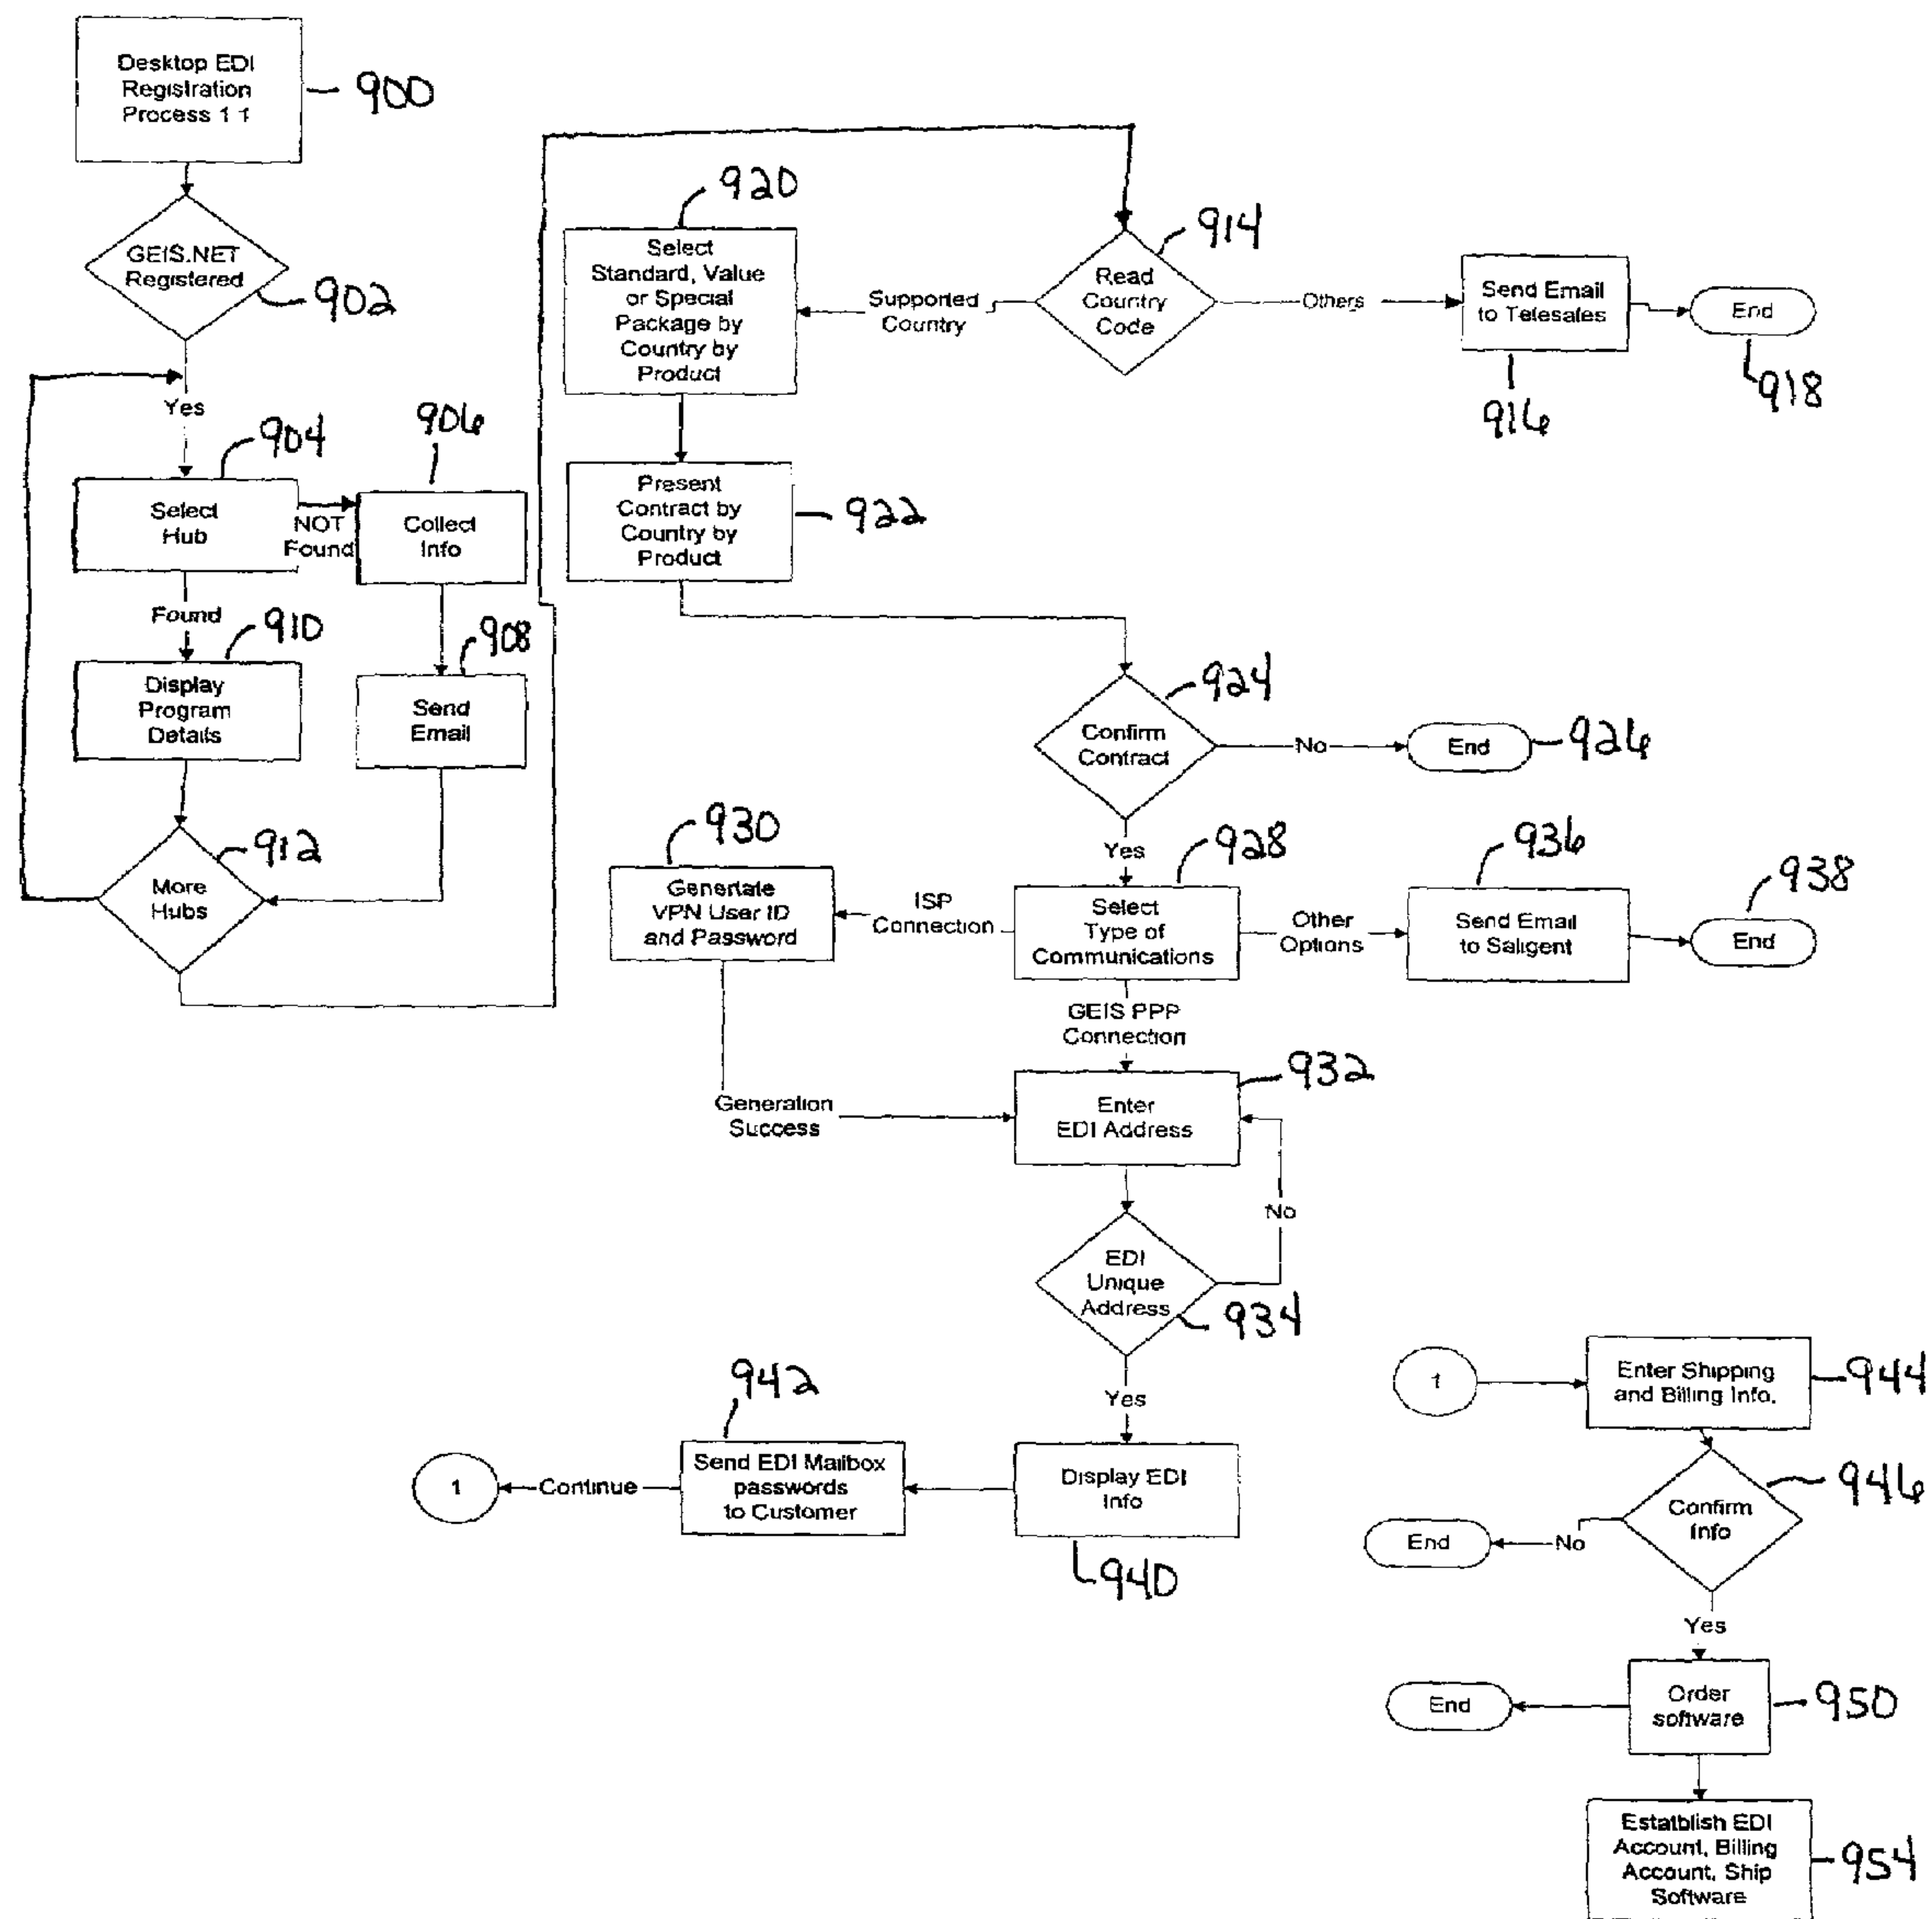 Desktop EDI
Registration
Process 1 1
900
GEIS.NET
Registered
902
Yes
Select
Hub
904
NOT
Found
Collect
Info
906
Found
Display
Program
Details
910
Send
Email
908
More
Hubs
912
Read
Country
Code
914
Others
Send Email
to Telesales
916
End
918
Supported
Country
Select
Standard, Value
or Special
Package by
Country by
Product
920
Present
Contract by
Country by
Product
922
Confirm
Contract
924
No
End
926
Yes
Select
Type of
Communications
928
ISP
Connection
Genertate
VPN User ID
and Password
930
Other
Options
Send Email
to Saligent
936
End
938
GEIS PPP
Connection
Generation
Success
Enter
EDI Address
932
No
EDI
Unique
Address
934
Yes
Display EDI
Info
940
Send EDI Mailbox
passwords
to Customer
942
Continue
1
1
Enter Shipping
and Billing Info.
944
Confirm
Info
946
No
End
Yes
Order
software
950
End
Estatblish EDI
Account, Billing
Account, Ship
Software
954